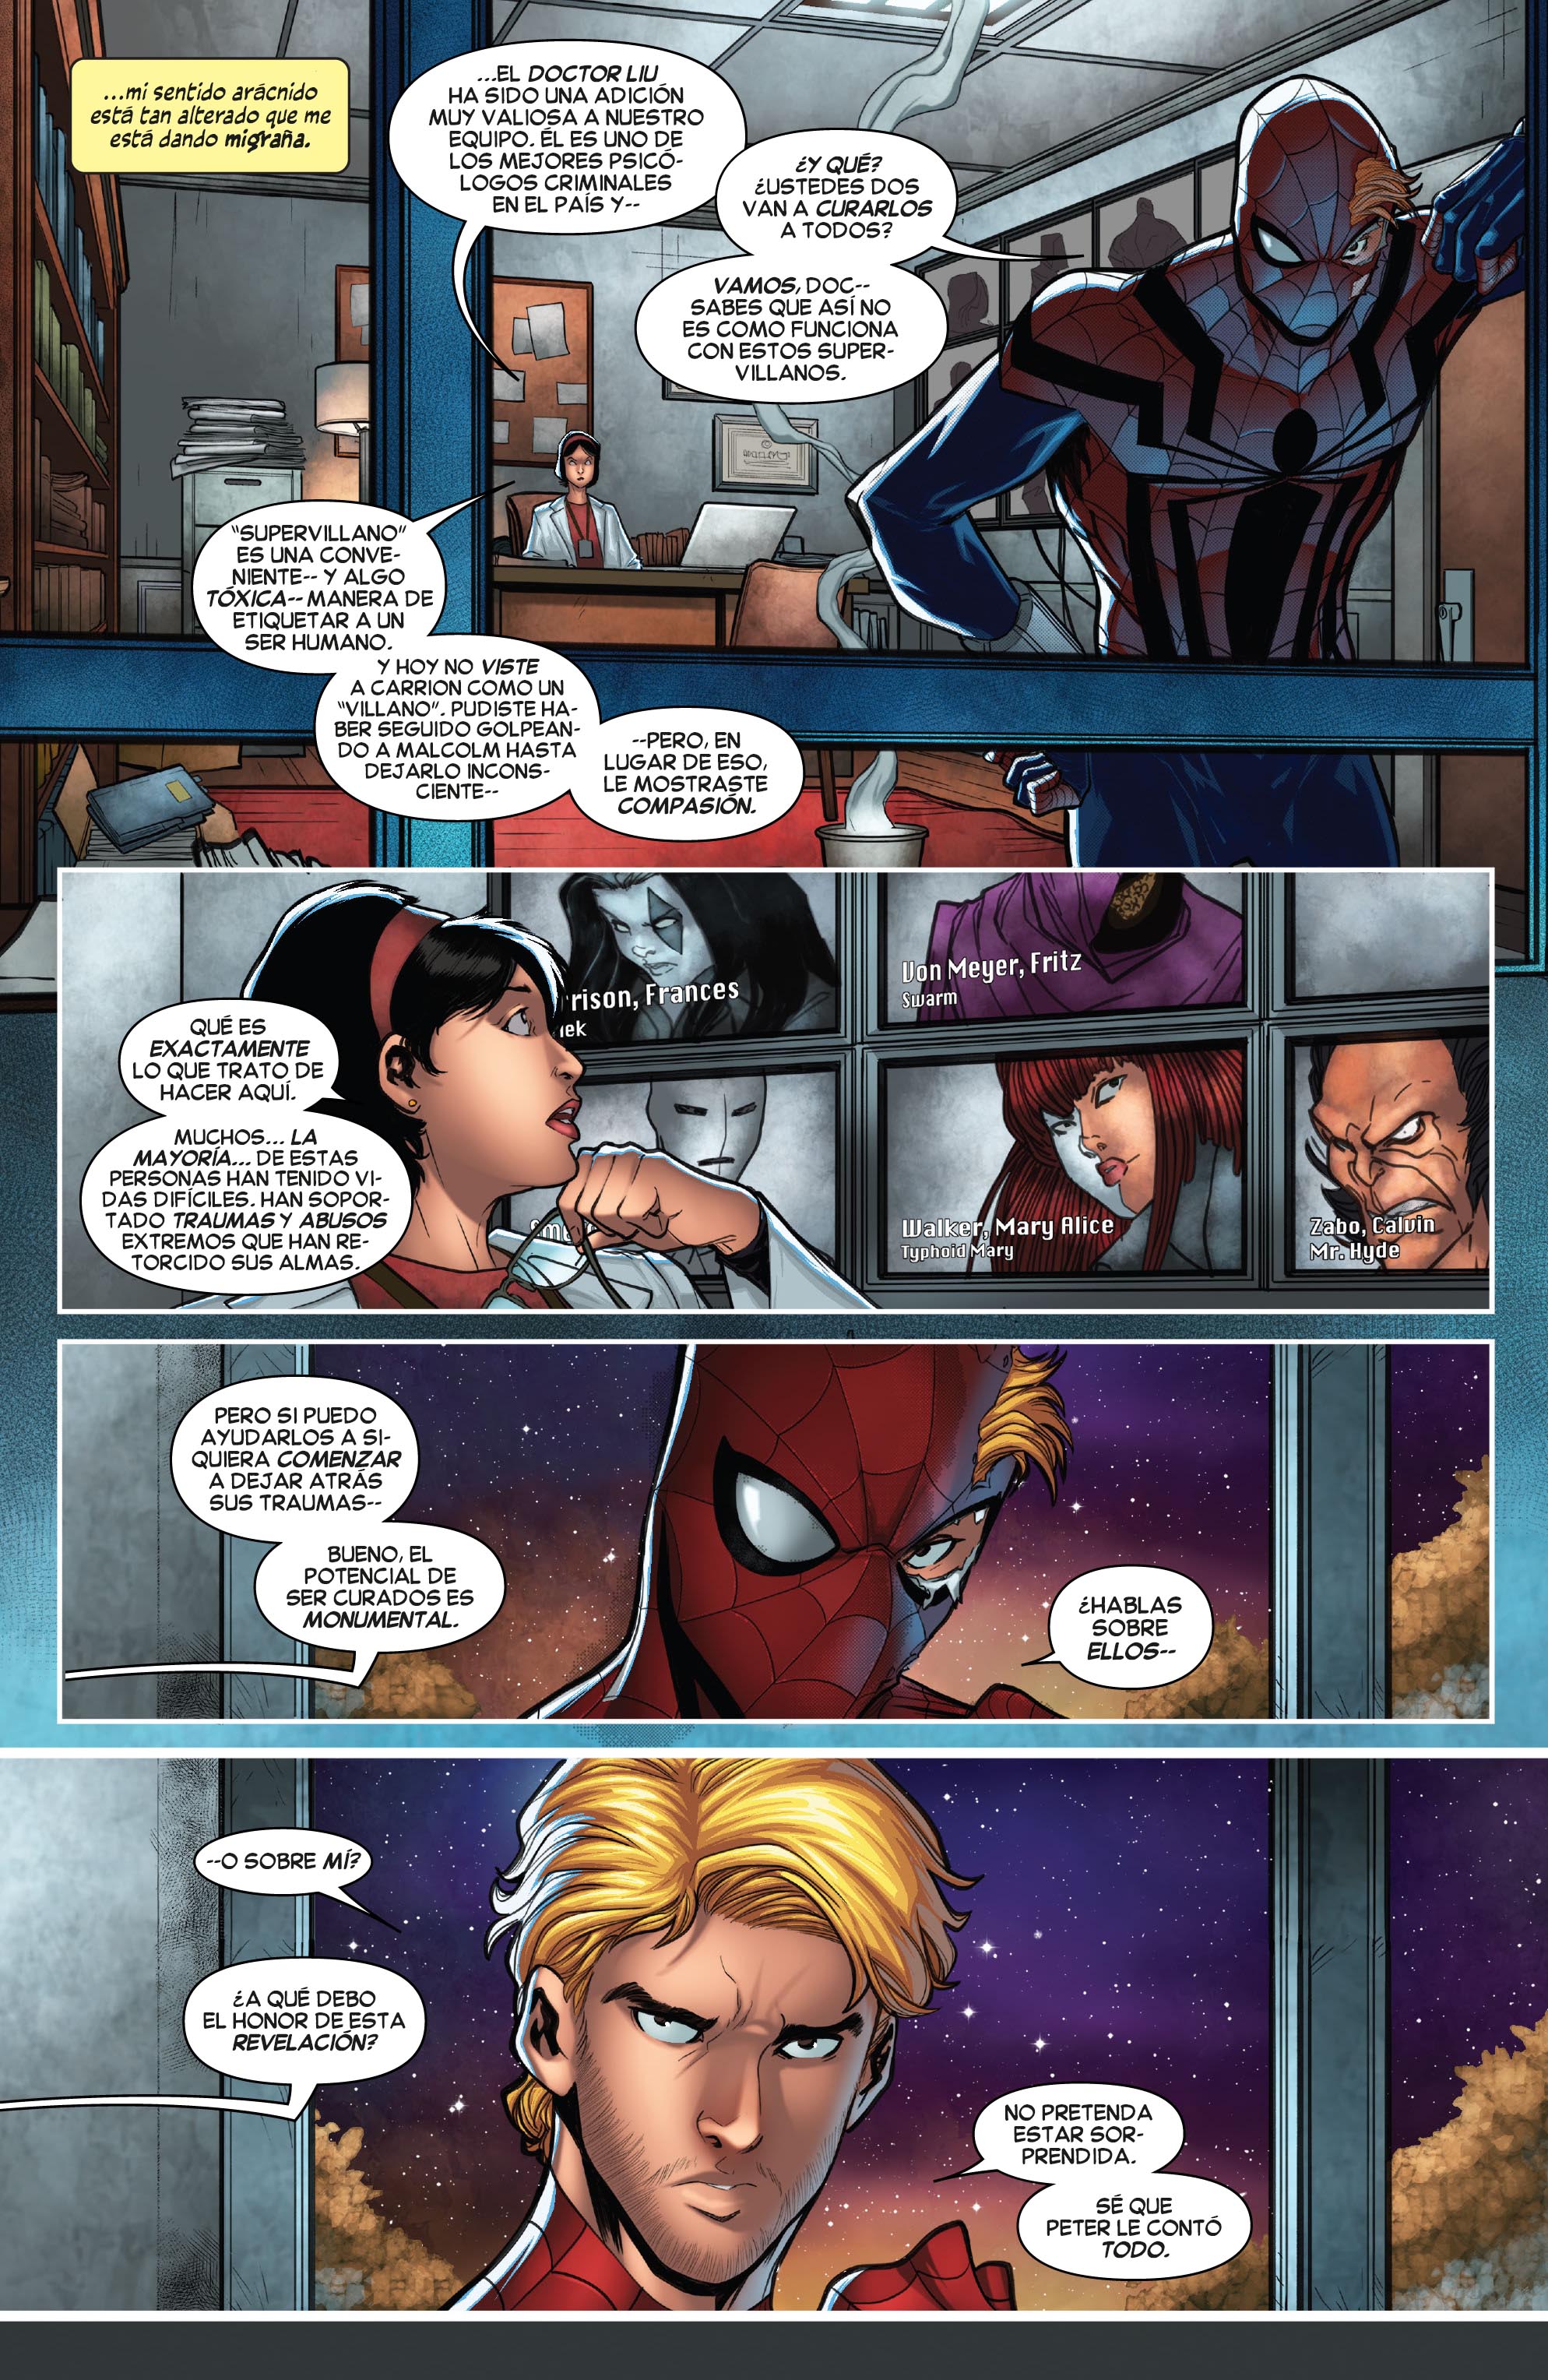 ...mi sentido arácnido
está tan alterado que me
está dando migraña.
...EL DOCTOR LIU
HA SIDO UNA ADICIÓN
MUY VALIOSA A NUESTRO
EQUIPO. ÉL ES UNO DE
LOS MEJORES PSICÓ-
LOGOS CRIMINALES
EN EL PAÍS Y--
¿Y QUÉ?
¿USTEDES DOS
VAN A CURARLOS
A TODOS?
VAMOS, DOC--
SABES QUE ASÍ NO
ES COMO FUNCIONA
CON ESTOS SUPER-
VILLANOS.
"SUPERVILLANO"
ES UNA CONVE-
NIENTE-- Y ALGO
TÓXICA-- MANERA DE
ETIQUETAR A UN
SER HUMANO.
Y HOY NO VISTE
A CARRION COMO UN
"VILLANO". PUDISTE HA-
BER SEGUIDO GOLPEAN-
DO A MALCOLM HASTA
DEJARLO INCONS-
CIENTE--
--PERO, EN
LUGAR DE ESO,
LE MOSTRASTE
COMPASIÓN.
QUÉ ES
EXACTAMENTE
LO QUE TRATO DE
HACER AQUÍ.
MUCHOS... LA
MAYORÍA... DE ESTAS
PERSONAS HAN TENIDO VI-
DAS DIFÍCILES. HAN SOPOR-
TADO TRAUMAS Y ABUSOS
EXTREMOS QUE HAN RE-
TORCIDO SUS ALMAS.
rrison, Frances
iek
Von Meyer, Fritz
Swarm
Walker, Mary Alice
Typhoid Mary
Zabo, Calvin
Mr. Hyde
PERO SI PUEDO
AYUDARLOS A SI-
QUIERA COMENZAR
A DEJAR ATRÁS
SUS TRAUMAS--
BUENO, EL
POTENCIAL DE
SER CURADOS ES
MONUMENTAL.
¿HABLAS
SOBRE
ELLOS--
--O SOBRE MÍ?
¿A QUÉ DEBO
EL HONOR DE ESTA
REVELACIÓN?
NO PRETENDA
ESTAR SOR-
PRENDIDA.
SÉ QUE
PETER LE CONTÓ
TODO.